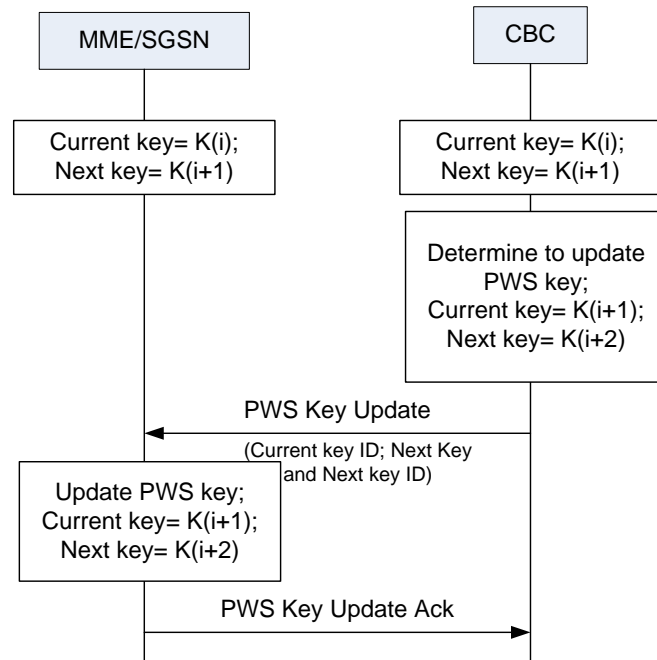 MME/SGSN
CBC
Current key= K(i);
Next key= K(i+1)
Current key= K(i);
Next key= K(i+1)
Determine to update
PWS key;
Current key= K(i+1);
Next key= K(i+2)
PWS Key Update
(Current key ID; Next Key
and Next key ID)
Update PWS key;
Current key= K(i+1);
Next key= K(i+2)
PWS Key Update Ack